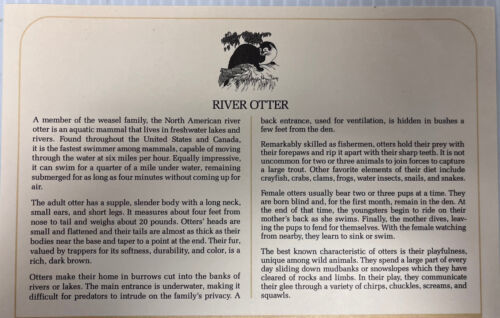 RIVER OTTER
A member of the weasel family, the North American river
otter is an aquatic mammal that lives in freshwater lakes and
rivers. Found throughout the United States and Canada,
it is the fastest swimmer among mammals, capable of moving
through the water at six miles per hour. Equally impressive,
it can swim for a quarter of a mile under water, remaining
submerged for as long as four minutes without coming up for
air.
The adult otter has a supple, slender body with a long neck,
small ears, and short legs. It measures about four feet from
nose to tail and weighs about 20 pounds. Otters' heads are
small and flattened and their tails are almost as thick as their
bodies near the base and taper to a point at the end. Their fur,
valued by trappers for its softness, durability, and color, is a
rich, dark brown.
Otters make their home in burrows cut into the banks of
rivers or lakes. The main entrance is underwater, making it
difficult for predators to intrude on the family's privacy. A
back entrance, used for ventilation, is hidden in bushes a
few feet from the den.
Remarkably skilled as fishermen, otters hold their prey with
their forepaws and rip it apart with their sharp teeth. It is not
uncommon for two or three animals to join forces to capture
a large trout. Other favorite elements of their diet include
crayfish, crabs, clams, frogs, water insects, snails, and snakes.
Female otters usually bear two or three pups at a time. They
are born blind and, for the first month, remain in the den. At
the end of that time, the youngsters begin to ride on their
mother's back as she swims. Finally, the mother dives, leav-
ing the pups to fend for themselves. With the female watching
from nearby, they learn to sink or swim.
The best known characteristic of otters is their playfulness,
unique among wild animals. They spend a large part of every
day sliding down mudbanks or snowslopes which they have
cleared of rocks and limbs. In their play, they communicate
their glee through a variety of chirps, chuckles, screams, and
squawls.